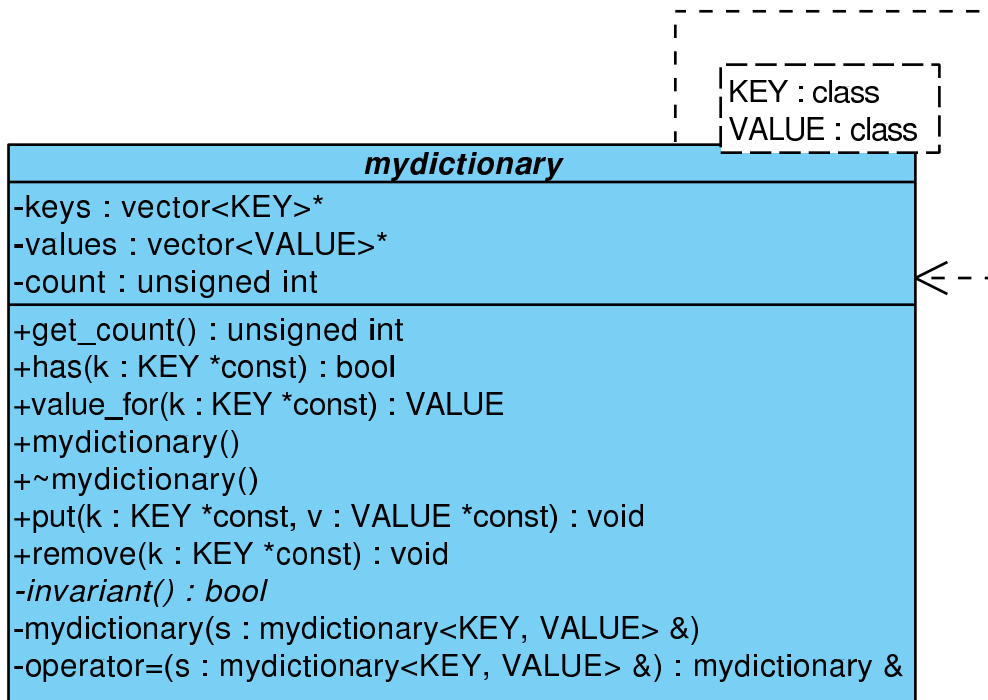 KEY : class
VALUE : class
mydictionary
-keys : vector<KEY>*
-values : vector<VALUE>*
-count : unsigned int
+get_count() : unsigned int
+has(k : KEY *const) : bool
+value_for(k : KEY *const) : VALUE
+mydictionary()
+~mydictionary()
+put(k : KEY *const, v : VALUE *const) : void
+remove(k : KEY *const) : void
-invariant() : bool
-mydictionary(s : mydictionary<KEY, VALUE> &)
-operator=(s : mydictionary<KEY, VALUE> &) : mydictionary &